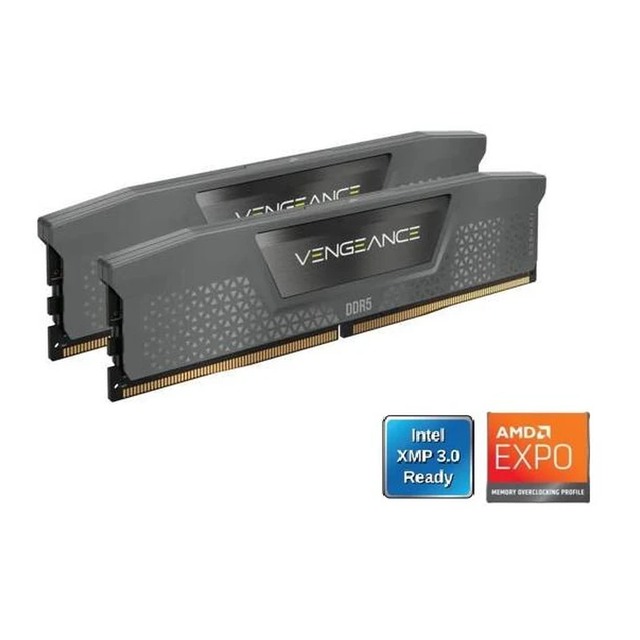 VENGEANCE
VENGEANCE
DDR5
Intel
XMP 3.0
Ready
AMD
EXPO
MEMORY OVERCLOCKING PROFILE